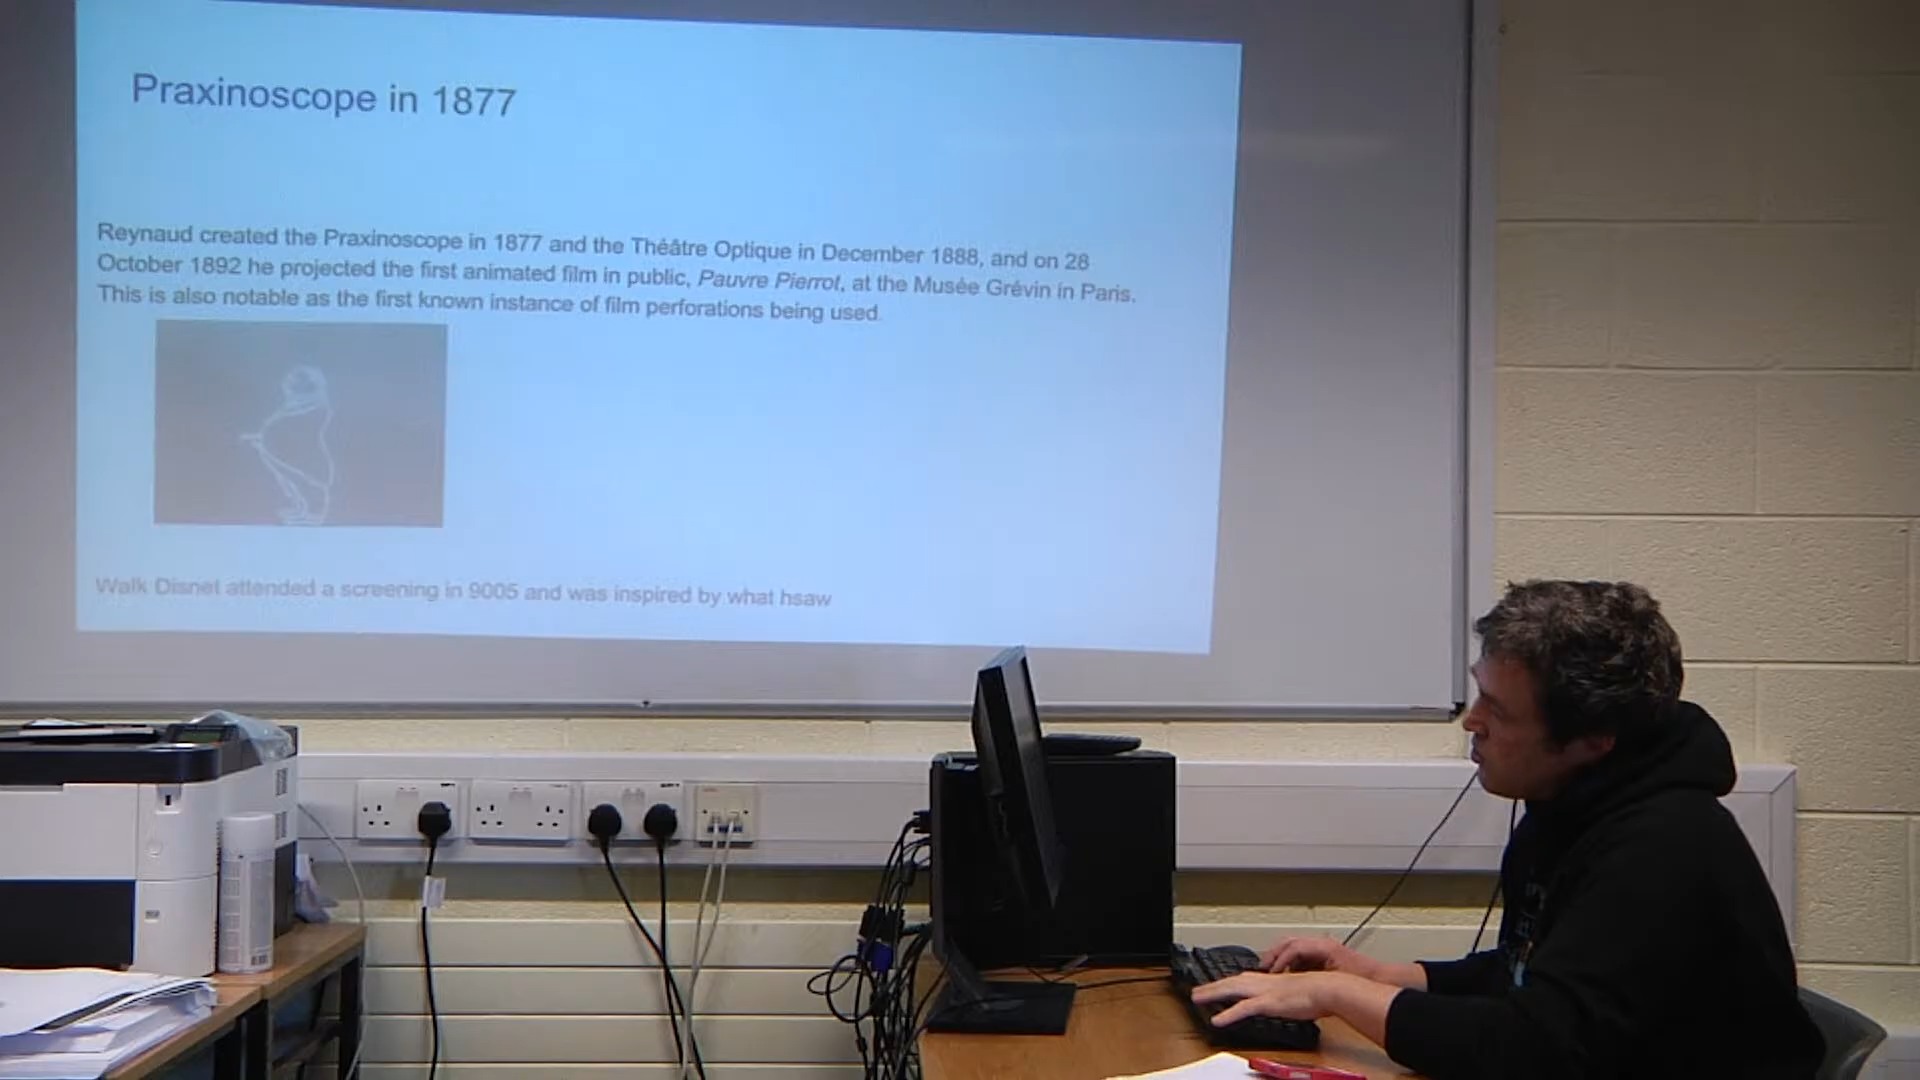 Praxinoscope in 1877
Reynaud created the Praxinoscope in 1877 and the Théâtre Optique in December 1888, and on 28
October 1892 he projected the first animated film in public, Pauvre Pierrot, at the Musée Grévin in Paris.
This is also notable as the first known instance of film perforations being used.
Walk Disnet attended a screening in 9005 and was inspired by what hsaw